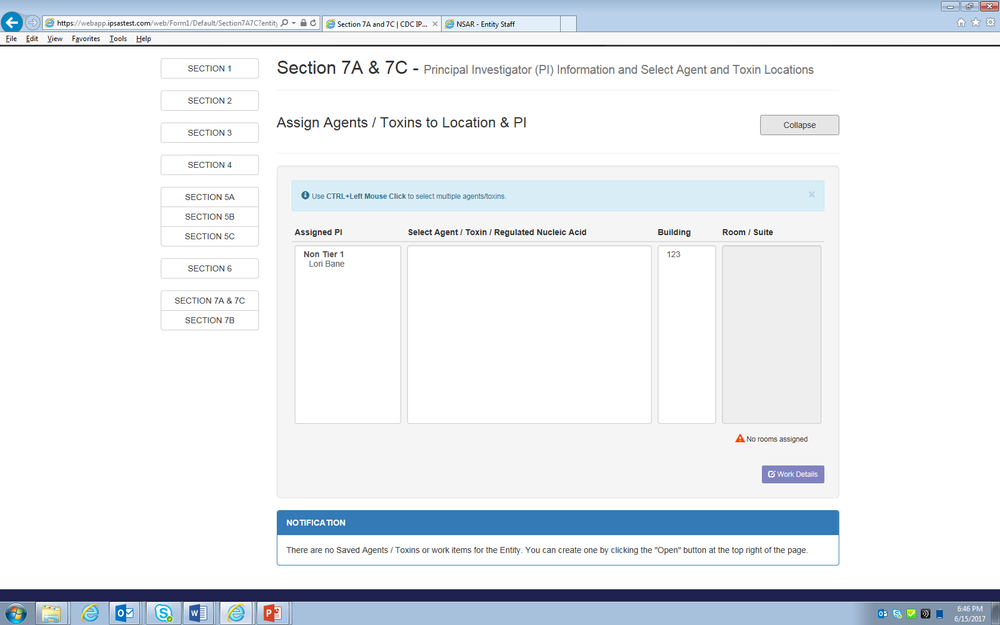 https://webapp.ipsastest.com/web/Form1/Default/Section7A7C?entity
Section 7A and 7C | CDC IP...
NSAR - Entity Staff
File Edit View Favorites Tools Help
SECTION 1
SECTION 2
SECTION 3
SECTION 4
SECTION 5A
SECTION 5B
SECTION 5C
SECTION 6
SECTION 7A & 7C
SECTION 7B
Section 7A & 7C - Principal Investigator (PI) Information and Select Agent and Toxin Locations
Assign Agents / Toxins to Location & PI
Collapse
Use CTRL+Left Mouse Click to select multiple agents/toxins.
Assigned PI Select Agent / Toxin / Regulated Nucleic Acid Building Room / Suite
Non Tier 1
Lori Bane
123
No rooms assigned
Work Details
NOTIFICATION
There are no Saved Agents / Toxins or work items for the Entity. You can create one by clicking the "Open" button at the top right of the page.
6:46 PM
6/15/2017